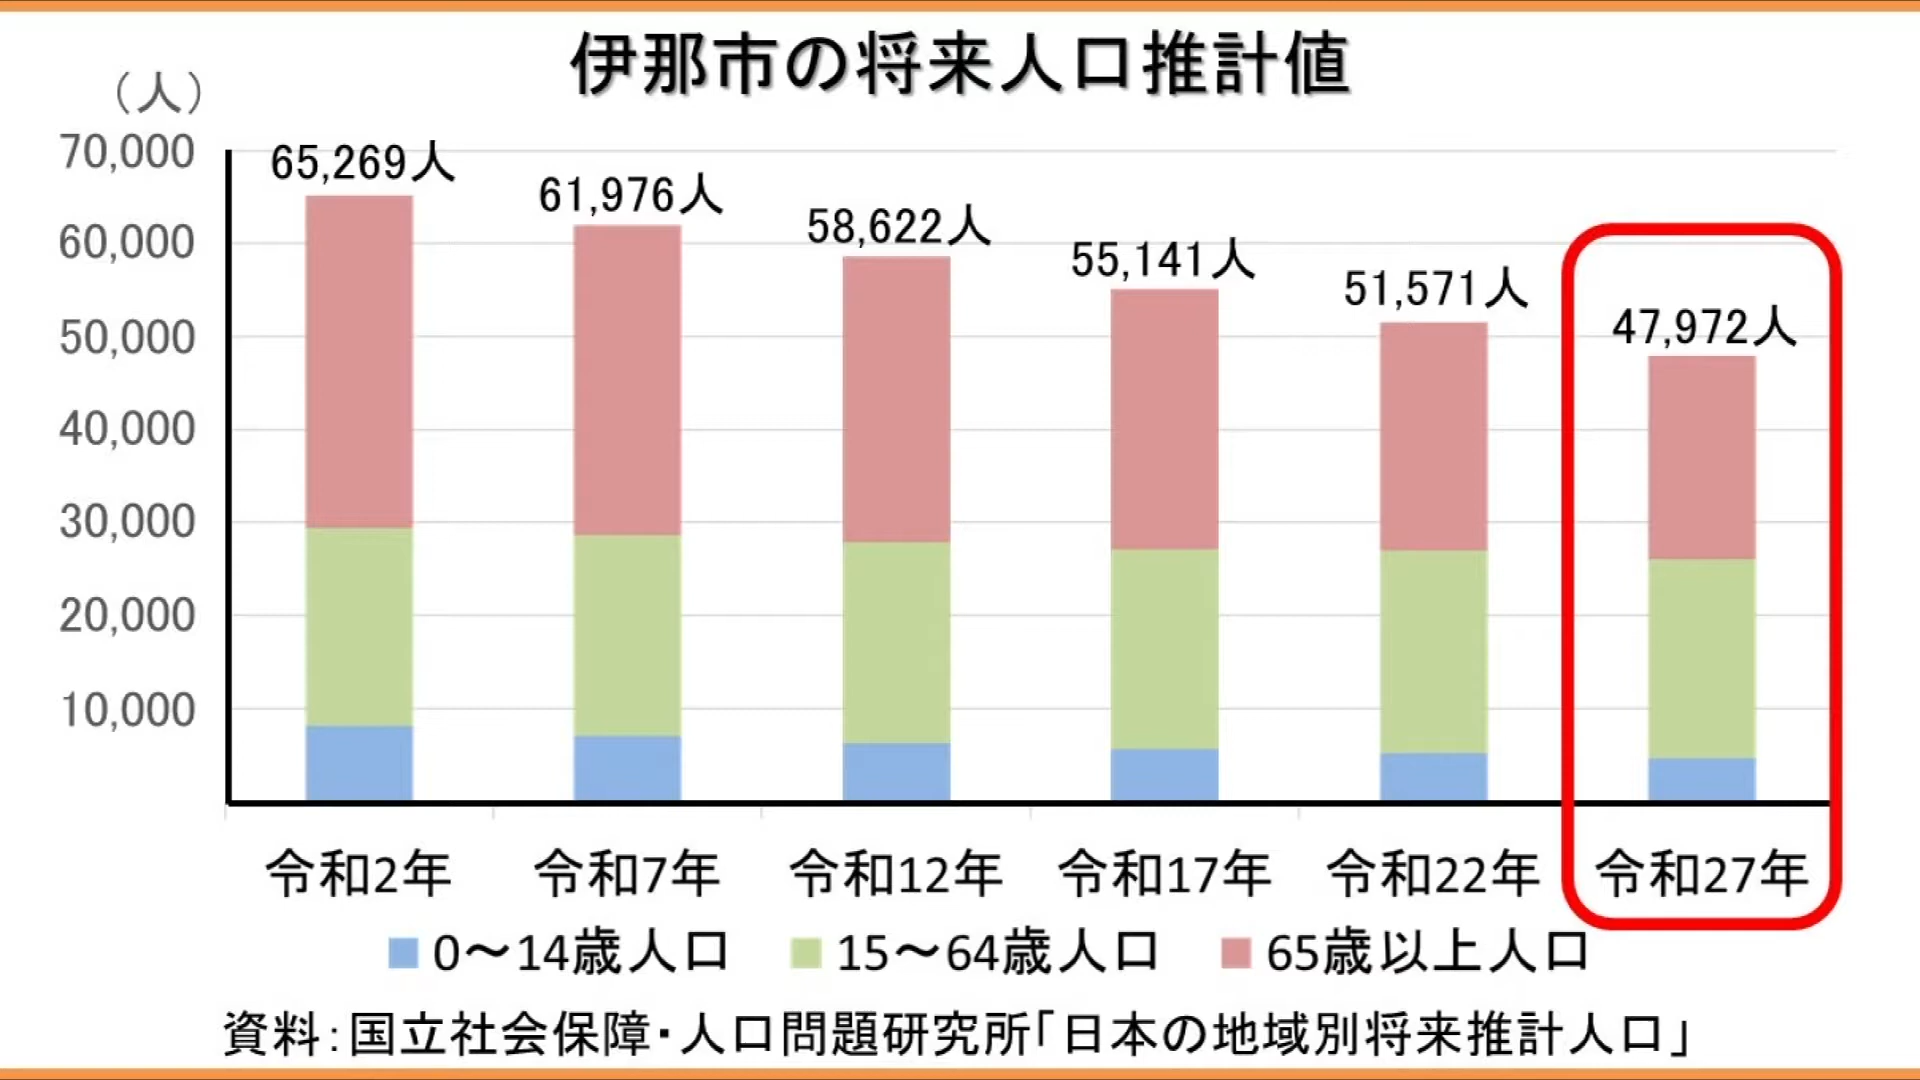 伊那市の将来人口推計値
（人）
70,000
60,000
50,000
40,000
30,000
20,000
10,000
65,269人
61,976人
58,622人
55,141人
51,571人
47,972人
令和2年
令和7年
令和12年
令和17年
令和22年
令和27年
0～14歳人口
15～64歳人口
65歳以上人口
資料：国立社会保障・人口問題研究所「日本の地域別将来推計人口」